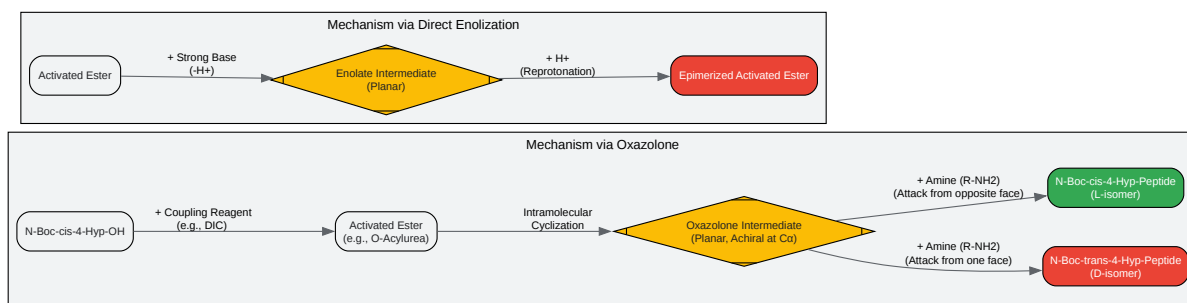 Mechanism via Direct Enolization
Activated Ester
+ Strong Base
(-H+)
Enolate Intermediate
(Planar)
+ H+
(Reprotonation)
Epimerized Activated Ester
Mechanism via Oxazolone
N-Boc-cis-4-Hyp-OH
+ Coupling Reagent
(e.g., DIC)
Activated Ester
(e.g., O-Acylurea)
Intramolecular
Cyclization
Oxazolone Intermediate
(Planar, Achiral at Cα)
+ Amine (R-NH2)
(Attack from opposite face)
N-Boc-cis-4-Hyp-Peptide
(L-isomer)
+ Amine (R-NH2)
(Attack from one face)
N-Boc-trans-4-Hyp-Peptide
(D-isomer)